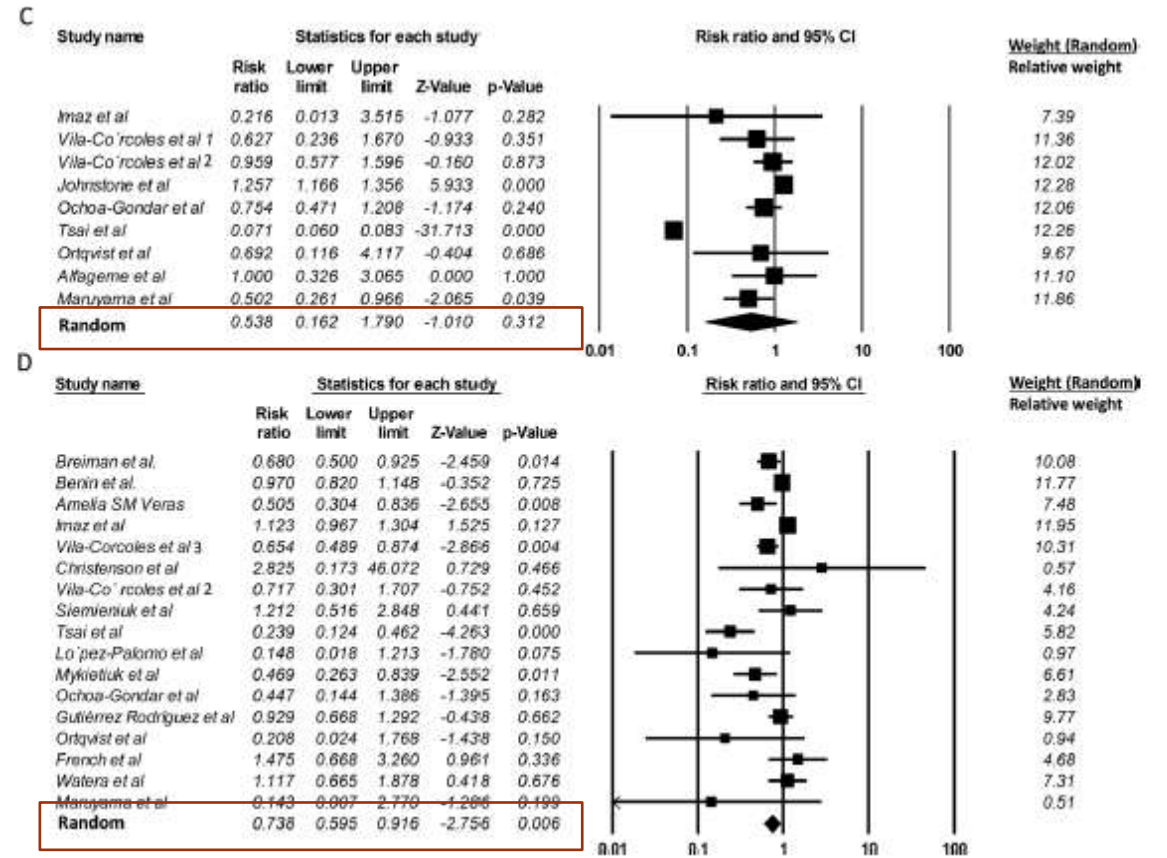 C
Study name Statistics for each study Risk ratio and 95% CI Weight (Random)
Relative weight
Risk ratio Lower limit Upper limit Z-Value p-Value
Imaz et al 0.216 0.013 3.515 -1.077 0.282 7.39
Vila-Co´rcoles et al 1 0.627 0.236 1.670 -0.933 0.351 11.36
Vila-Co´rcoles et al 2 0.959 0.577 1.596 -0.160 0.873 12.02
Johnstone et al 1.257 1.166 1.356 5.933 0.000 12.28
Ochoa-Gondar et al 0.754 0.471 1.208 -1.174 0.240 12.06
Tsai et al 0.071 0.060 0.083 -31.713 0.000 12.26
Ortqvist et al 0.692 0.116 4.117 -0.404 0.686 9.67
Alfageme et al 1.000 0.326 3.065 0.000 1.000 11.10
Maruyama et al 0.502 0.261 0.966 -2.065 0.039 11.86
Random 0.538 0.162 1.790 -1.010 0.312
0.01 0.1 1 10 100
D
Study name Statistics for each study Risk ratio and 95% CI Weight (Random)
Relative weight
Risk ratio Lower limit Upper limit Z-Value p-Value
Breiman et al. 0.680 0.500 0.925 -2.459 0.014 10.08
Benin et al. 0.970 0.820 1.148 -0.352 0.725 11.77
Amelia SM Veras 0.505 0.304 0.836 -2.655 0.008 7.48
Imaz et al 1.123 0.967 1.304 1.525 0.127 11.95
Vila-Corcoles et al 3 0.654 0.489 0.874 -2.866 0.004 10.31
Christenson et al 2.825 0.173 46.072 0.729 0.466 0.57
Vila-Co´rcoles et al 2 0.717 0.301 1.707 -0.752 0.452 4.16
Siemieniuk et al 1.212 0.516 2.848 0.441 0.659 4.24
Tsai et al 0.239 0.124 0.462 -4.263 0.000 5.82
Lo´pez-Palomo et al 0.148 0.018 1.213 -1.780 0.075 0.97
Mykietiuk et al 0.469 0.263 0.839 -2.552 0.011 6.61
Ochoa-Gondar et al 0.447 0.144 1.386 -1.395 0.163 2.83
Gutiérrez Rodríguez et al 0.929 0.668 1.292 -0.438 0.662 9.77
Ortqvist et al 0.208 0.024 1.768 -1.438 0.150 0.94
French et al 1.475 0.668 3.260 0.961 0.336 4.68
Watera et al 1.117 0.665 1.878 0.418 0.676 7.31
Maruyama et al 0.143 0.007 2.770 -1.286 0.199 0.51
Random 0.738 0.595 0.916 -2.756 0.006
0.01 0.1 1 10 100